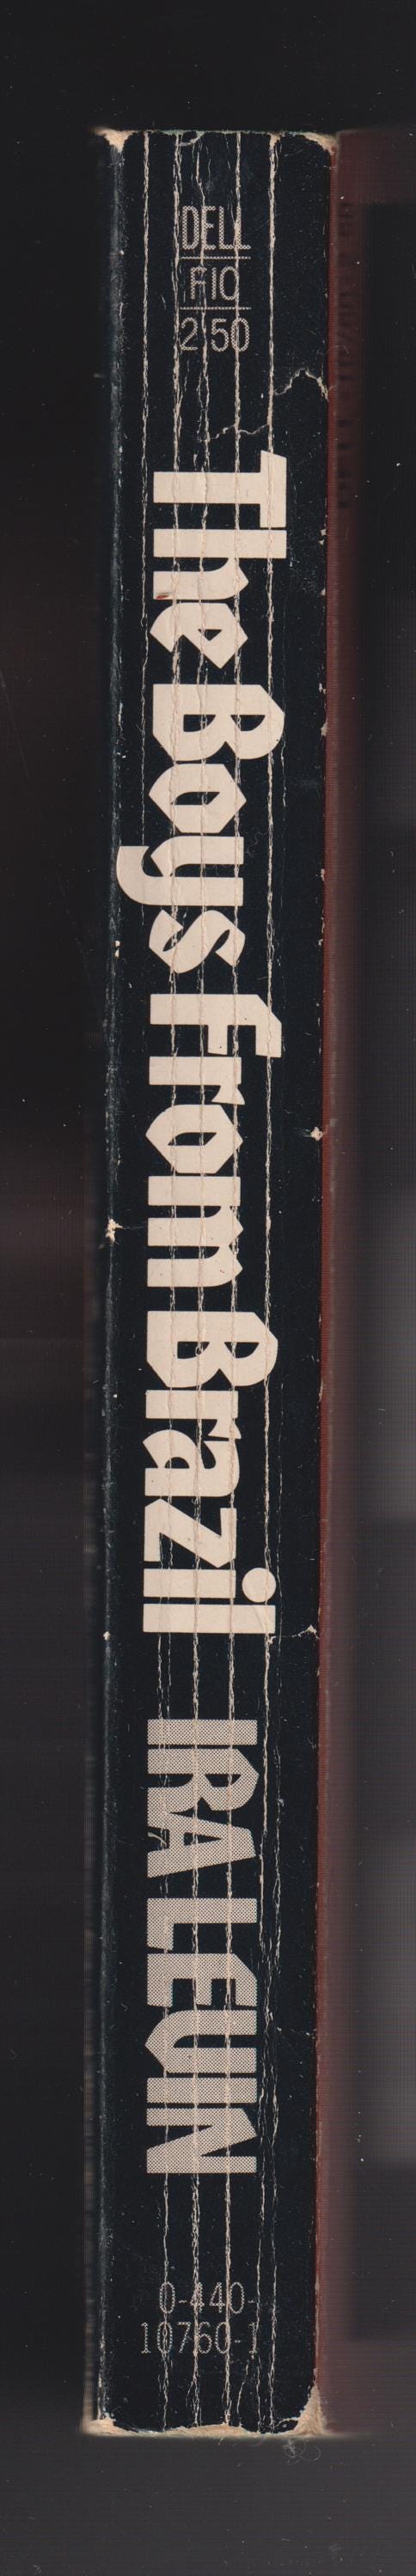 DELL
FIC
2.50
The Boys From Brazil
IRA LEVIN
0-440-
10760-1